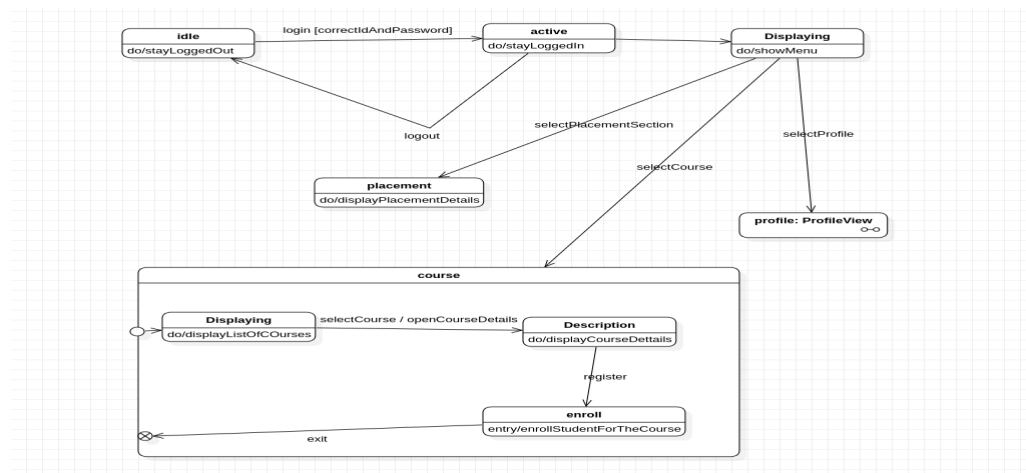 login [correctIdAndPassword]
idle
do/stayLoggedOut
active
do/stayLoggedIn
Displaying
do/showMenu
logout
selectPlacementSection
selectProfile
selectCourse
placement
do/displayPlacementDetails
profile: ProfileView
course
Displaying
do/displayListOfCOurses
selectCourse / openCourseDetails
Description
do/displayCourseDettails
register
enroll
entry/enrollStudentForTheCourse
exit